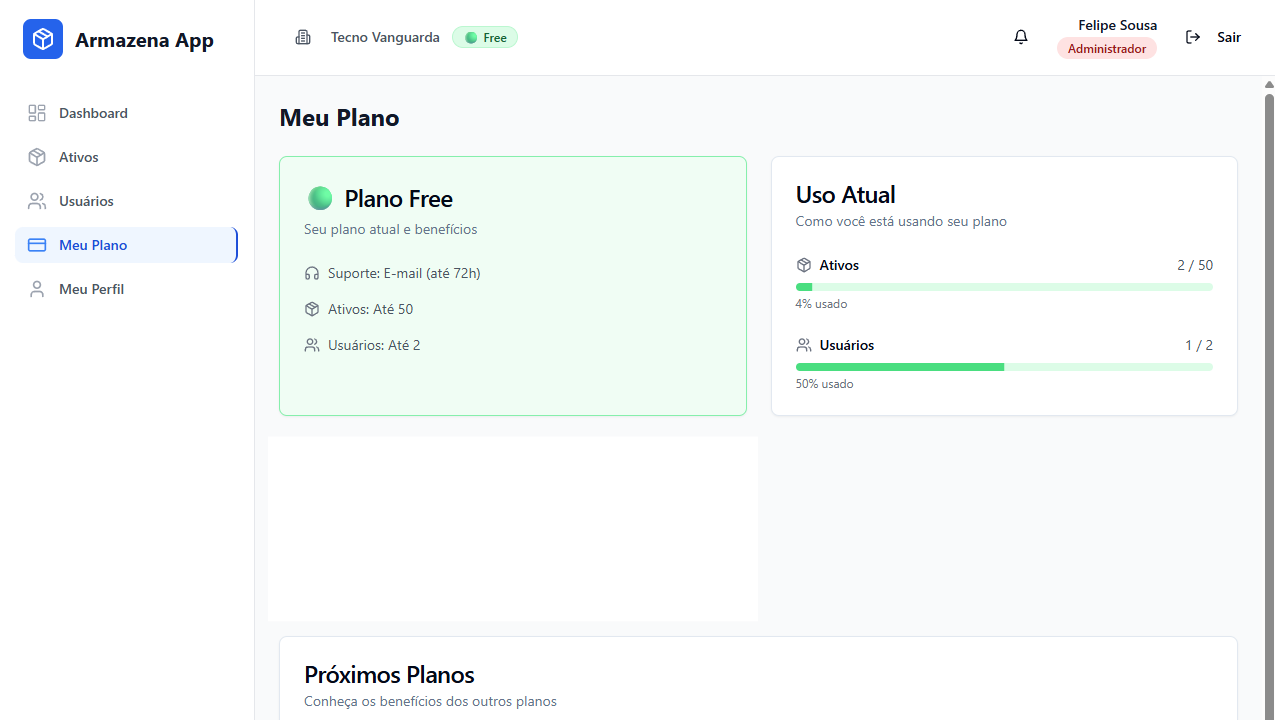 Armazena App
Dashboard
Ativos
Usuários
Meu Plano
Meu Perfil
Tecno Vanguarda
Free
Felipe Sousa
Administrador
Sair
Meu Plano
Plano Free
Seu plano atual e benefícios
Suporte: E-mail (até 72h)
Ativos: Até 50
Usuários: Até 2
Uso Atual
Como você está usando seu plano
Ativos 2 / 50
4% usado
Usuários 1 / 2
50% usado
Próximos Planos
Conheça os benefícios dos outros planos